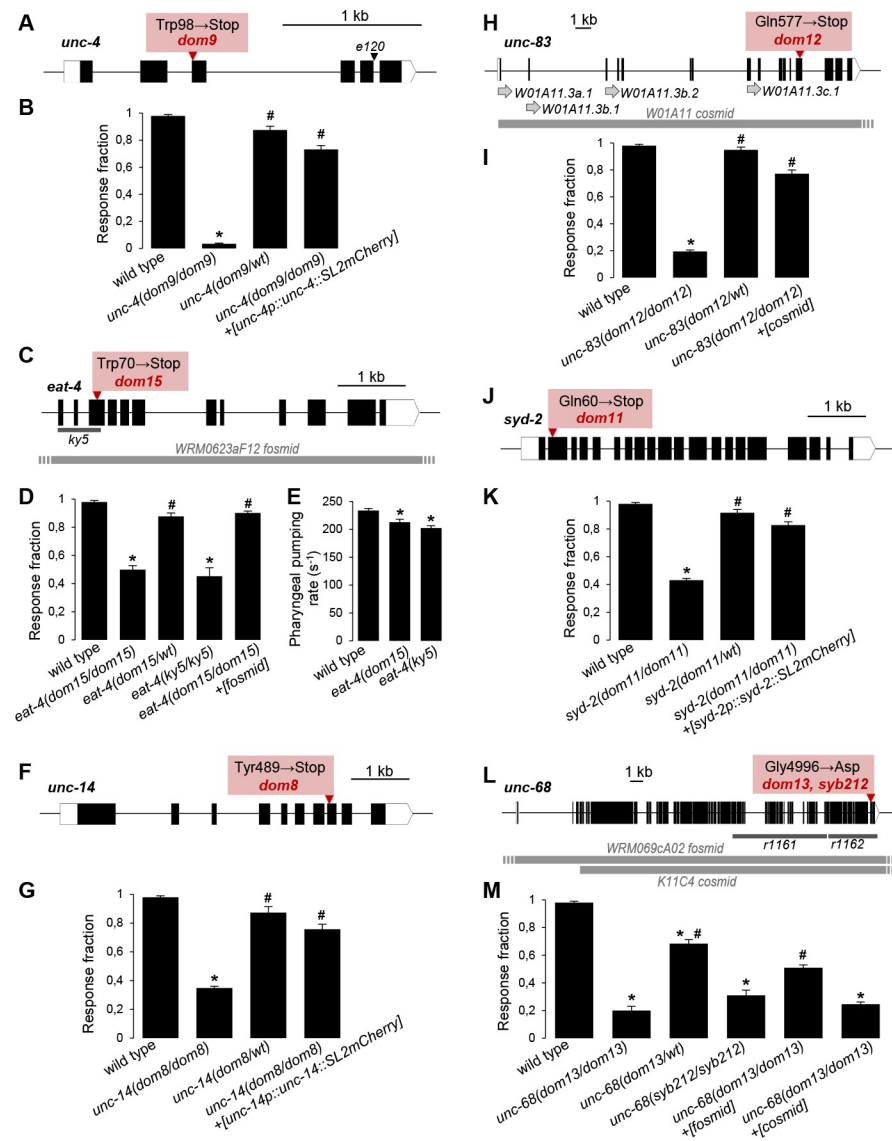 A
unc-4
Trp98→Stop
dom9
1 kb
e120
B
Response fraction
1
0,8
0,6
0,4
0,2
0
*
#
#
wild type
unc-4(dom9/dom9)
unc-4(dom9/wt)
unc-4(dom9/dom9)
+[unc-4p::unc-4::SL2mCherry]
C
eat-4
Trp70→Stop
dom15
1 kb
ky5
WRM0623aF12 fosmid
D
Response fraction
1
0,8
0,6
0,4
0,2
0
*
#
*
#
wild type
eat-4(dom15/dom15)
eat-4(dom15/wt)
eat-4(ky5/ky5)
eat-4(dom15/dom15)
+[fosmid]
E
Pharyngeal pumping
rate (s⁻¹)
250
200
150
100
50
0
*
*
wild type
eat-4(dom15)
eat-4(ky5)
F
unc-14
Tyr489→Stop
dom8
1 kb
G
Response fraction
1
0,8
0,6
0,4
0,2
0
*
#
#
wild type
unc-14(dom8/dom8)
unc-14(dom8/wt)
unc-14(dom8/dom8)
+[unc-14p::unc-14::SL2mCherry]
H
unc-83
1 kb
Gln577→Stop
dom12
W01A11.3a.1
W01A11.3b.1
W01A11.3b.2
W01A11.3c.1
W01A11 cosmid
I
Response fraction
1
0,8
0,6
0,4
0,2
0
*
#
#
wild type
unc-83(dom12/dom12)
unc-83(dom12/wt)
unc-83(dom12/dom12)
+[cosmid]
J
syd-2
Gln60→Stop
dom11
1 kb
K
Response fraction
1
0,8
0,6
0,4
0,2
0
*
#
#
wild type
syd-2(dom11/dom11)
syd-2(dom11/wt)
syd-2(dom11/dom11)
+[syd-2p::syd-2::SL2mCherry]
L
unc-68
1 kb
Gly4996→Asp
dom13, syb212
r1161
r1162
WRM069cA02 fosmid
K11C4 cosmid
M
Response fraction
1
0,8
0,6
0,4
0,2
0
*
* #
*
#
*
wild type
unc-68(dom13/dom13)
unc-68(dom13/wt)
unc-68(syb212/syb212)
unc-68(dom13/dom13)
+[fosmid]
unc-68(dom13/dom13)
+[cosmid]